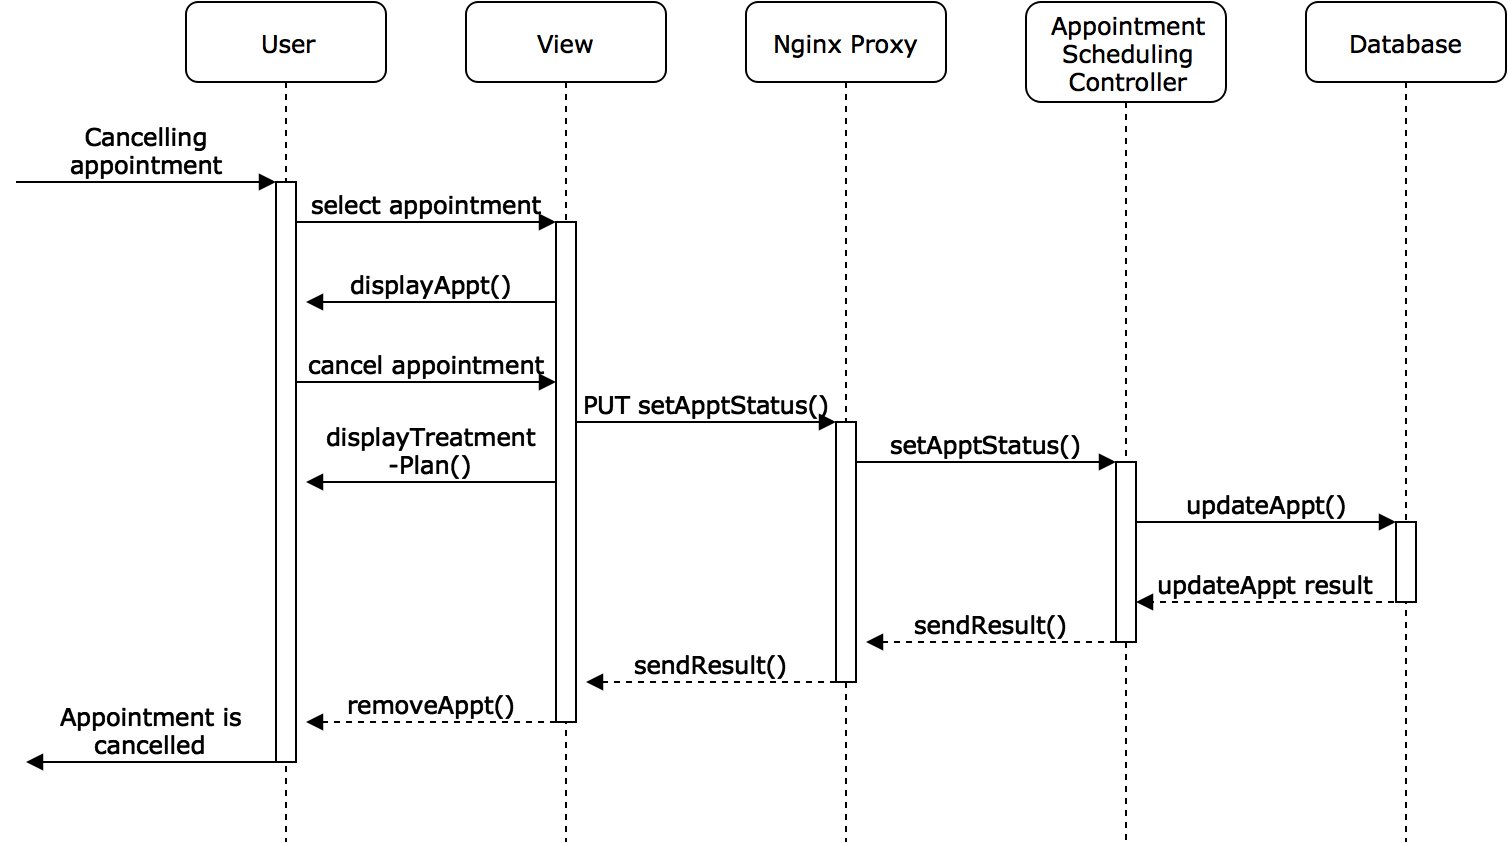 User
View
Nginx Proxy
Appointment
Scheduling
Controller
Database
Cancelling
appointment
select appointment
displayAppt()
cancel appointment
PUT setApptStatus()
displayTreatment
-Plan()
setApptStatus()
updateAppt()
updateAppt result
sendResult()
sendResult()
removeAppt()
Appointment is
cancelled